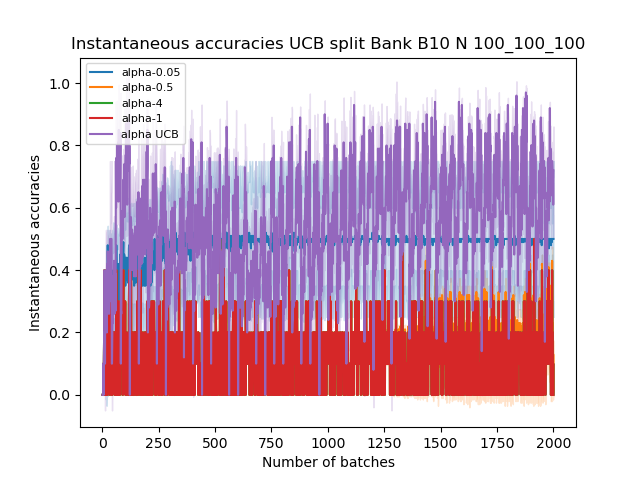 Instantaneous accuracies UCB split Bank B10 N 100_100_100
alpha-0.05
alpha-0.5
alpha-4
alpha-1
alpha UCB
Instantaneous accuracies
1.0
0.8
0.6
0.4
0.2
0.0
0 250 500 750 1000 1250 1500 1750 2000
Number of batches